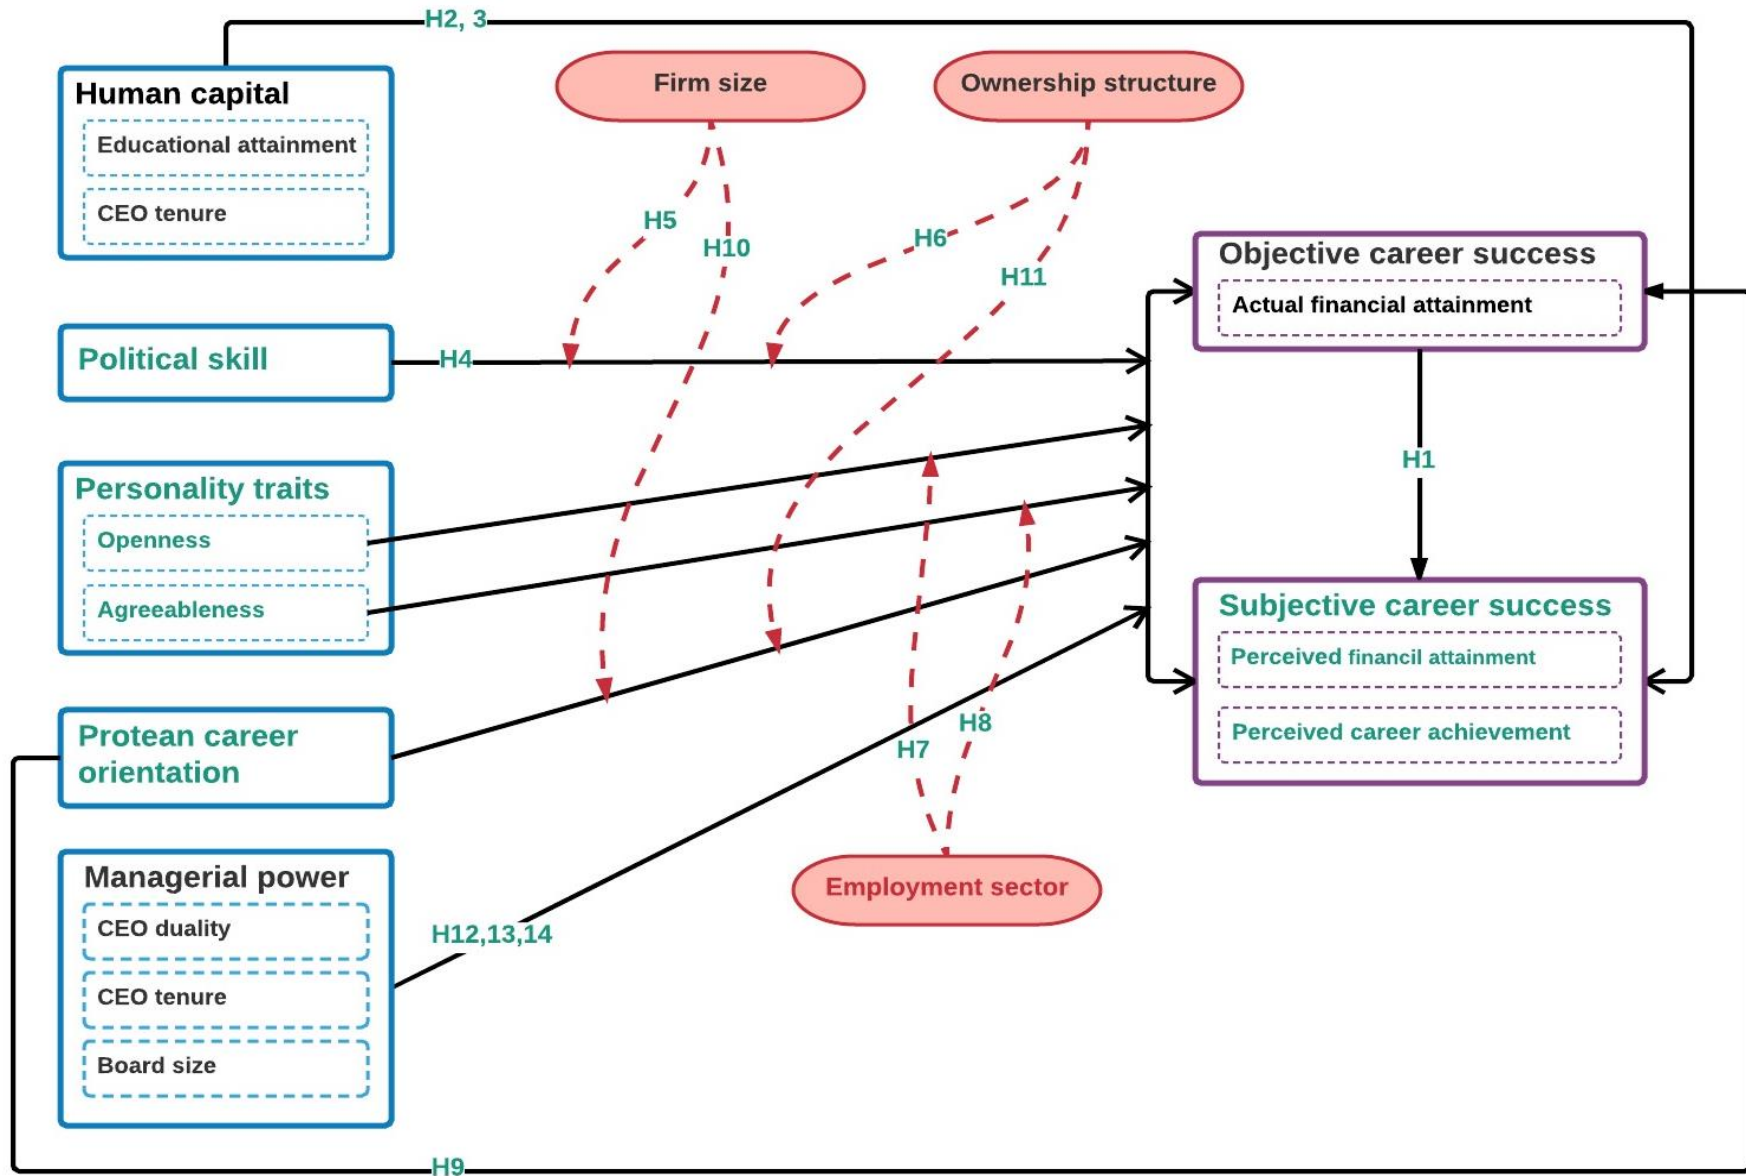 H2, 3
Human capital
Educational attainment
CEO tenure
Firm size
Ownership structure
H5
H10
H6
H11
Objective career success
Actual financial attainment
Political skill
H4
H1
Personality traits
Openness
Agreeableness
Subjective career success
Perceived financil attainment
Perceived career achievement
Protean career
orientation
H7
H8
Employment sector
Managerial power
CEO duality
CEO tenure
Board size
H12,13,14
H9